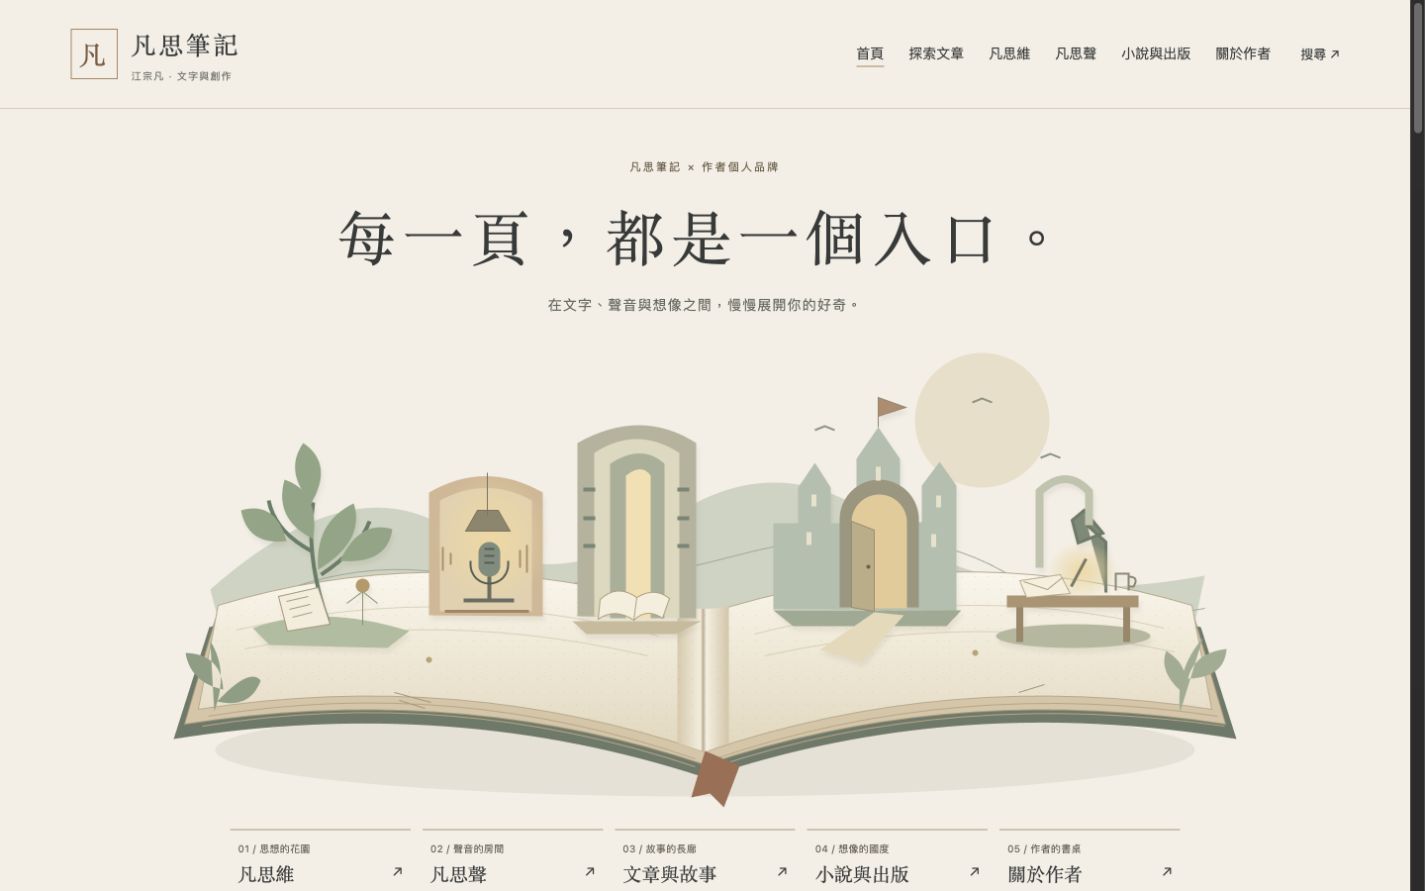 凡
凡思筆記
江宗凡 · 文字與創作
首頁 探索文章 凡思維 凡思聲 小說與出版 關於作者 搜尋 ↗
凡思筆記 × 作者個人品牌
每一頁，都是一個入口。
在文字、聲音與想像之間，慢慢展開你的好奇。
01 / 思想的花園
凡思維 ↗
02 / 聲音的房間
凡思聲 ↗
03 / 故事的長廊
文章與故事 ↗
04 / 想像的國度
小說與出版 ↗
05 / 作者的書桌
關於作者 ↗